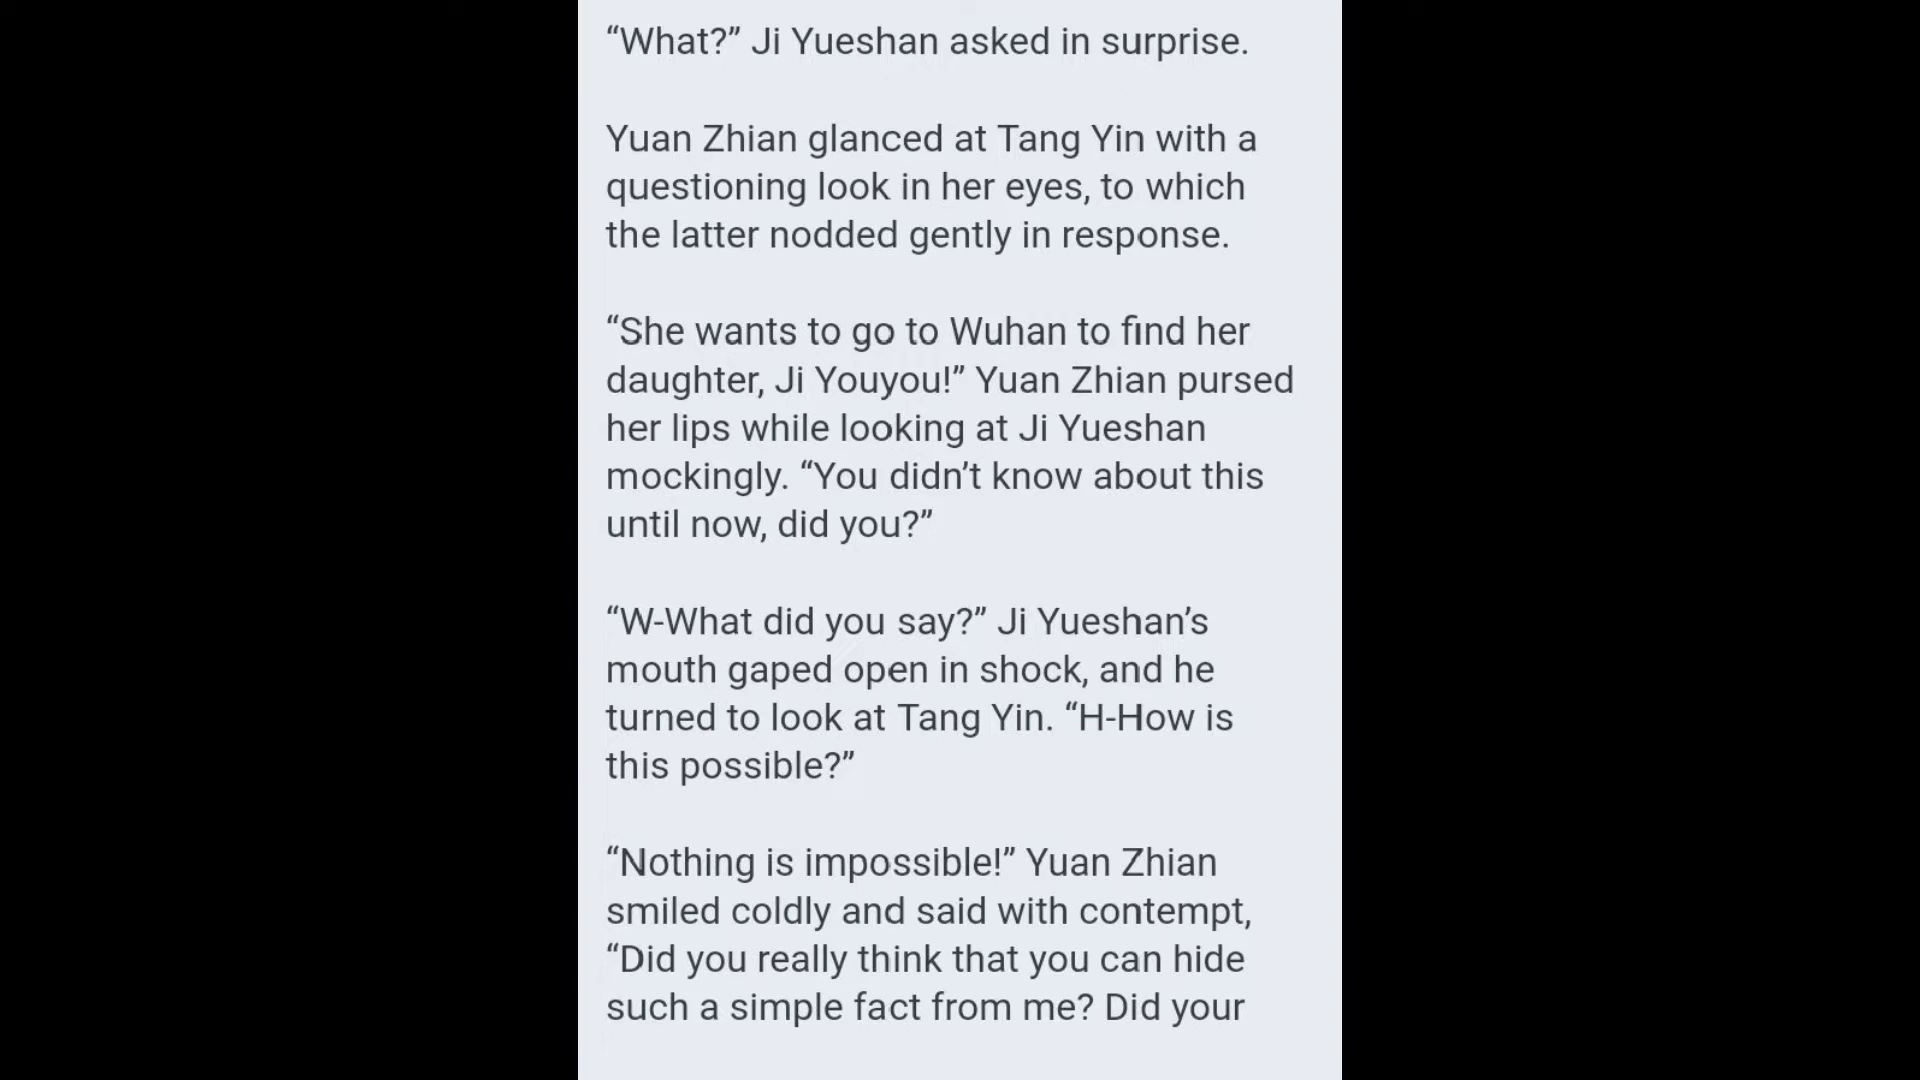 “What?” Ji Yueshan asked in surprise.
Yuan Zhian glanced at Tang Yin with a
questioning look in her eyes, to which
the latter nodded gently in response.
“She wants to go to Wuhan to find her
daughter, Ji Youyou!” Yuan Zhian pursed
her lips while looking at Ji Yueshan
mockingly. “You didn’t know about this
until now, did you?”
“W-What did you say?” Ji Yueshan’s
mouth gaped open in shock, and he
turned to look at Tang Yin. “H-How is
this possible?”
“Nothing is impossible!” Yuan Zhian
smiled coldly and said with contempt,
“Did you really think that you can hide
such a simple fact from me? Did your